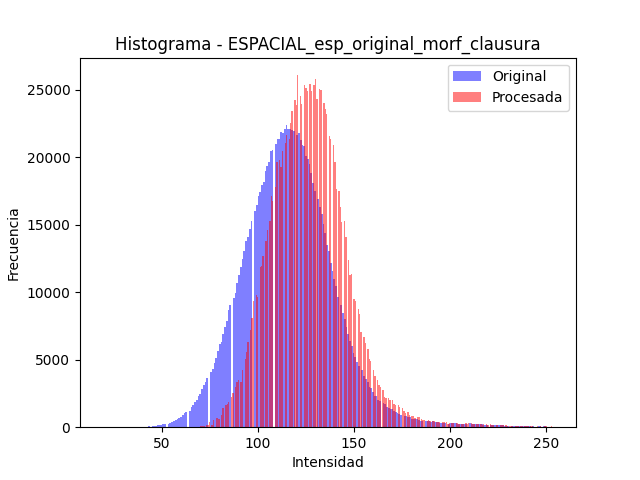 Histograma - ESPACIAL_esp_original_morf_clausura
Original
Procesada
25000
20000
15000
10000
5000
0
Frecuencia
50
100
150
200
250
Intensidad